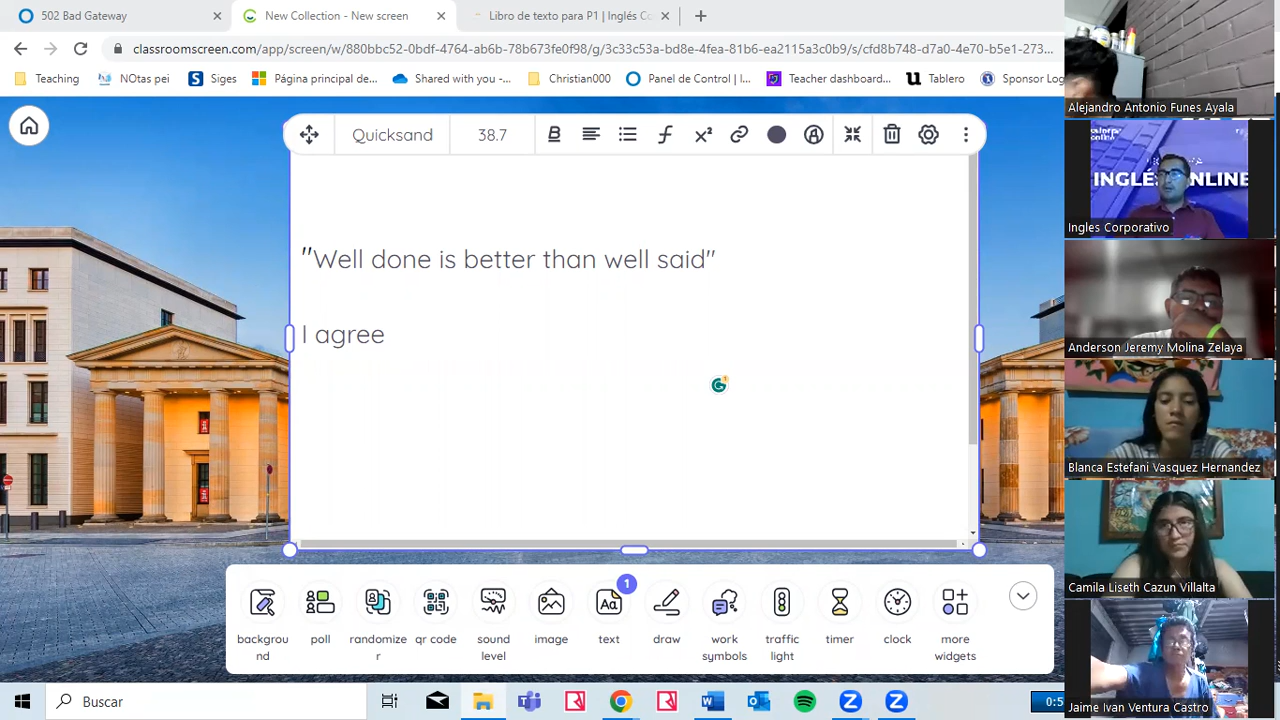 502 Bad Gateway
New Collection - New screen
Libro de texto para P1 | Inglés Co
classroomscreen.com/app/screen/w/880fbc52-0bdf-4764-ab6b-78b673fe0f98/g/3c33c53a-bd8e-4fea-81b6-ea2115a3c0b0/s/cfd8b748-d7a0-4e70-b5e1-273...
Teaching
NOtas pei
Siges
Página principal de...
Shared with you -...
Christian000
Panel de Control | I...
Teacher dashboard...
Tablero
Sponsor Log
Quicksand
38.7
"Well done is better than well said"
I agree
1
background
poll
randomizer
qr code
sound level
image
text
draw
work symbols
traffic light
timer
clock
more widgets
Buscar
0:5
Alejandro Antonio Funes Ayala
INGLÉS ONLINE
Ingles Corporativo
Anderson Jeremy Molina Zelaya
Blanca Estefani Vasquez Hernandez
Camila Liseth Cazun Villalta
Jaime Ivan Ventura Castro